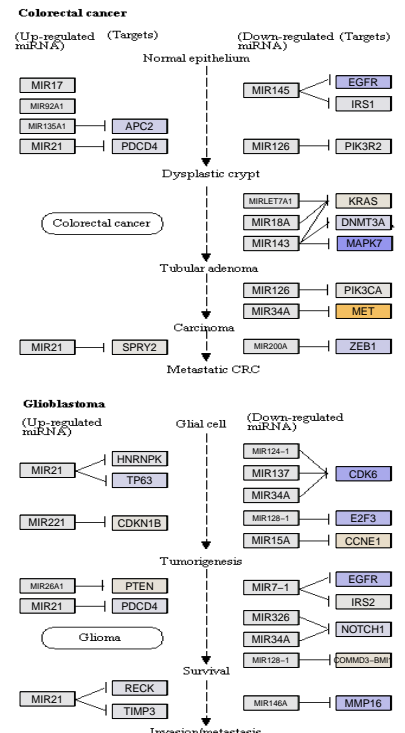 Colorectal cancer
(Up-regulated miRNA) (Targets) (Down-regulated miRNA) (Targets)
Normal epithelium
MIR17
MIR92A1
MIR135A1 APC2
MIR21 PDCD4
MIR145 EGFR
IRS1
MIR126 PIK3R2
Dysplastic crypt
Colorectal cancer
MIRLET7A1 KRAS
MIR18A DNMT3A
MIR143 MAPK7
Tubular adenoma
MIR126 PIK3CA
MIR34A MET
Carcinoma
MIR21 SPRY2
MIR200A ZEB1
Metastatic CRC
Glioblastoma
(Up-regulated miRNA) Glial cell (Down-regulated miRNA)
MIR21 HNRNPK
TP63
MIR221 CDKN1B
MIR124-1
MIR137 CDK6
MIR34A
MIR128-1 E2F3
MIR15A CCNE1
Tumorigenesis
MIR26A1 PTEN
MIR21 PDCD4
Glioma
MIR7-1 EGFR
IRS2
MIR326 NOTCH1
MIR34A
MIR128-1 COMMD3-BMI1
Survival
MIR21 RECK
TIMP3
MIR146A MMP16
Invasion/metastasis